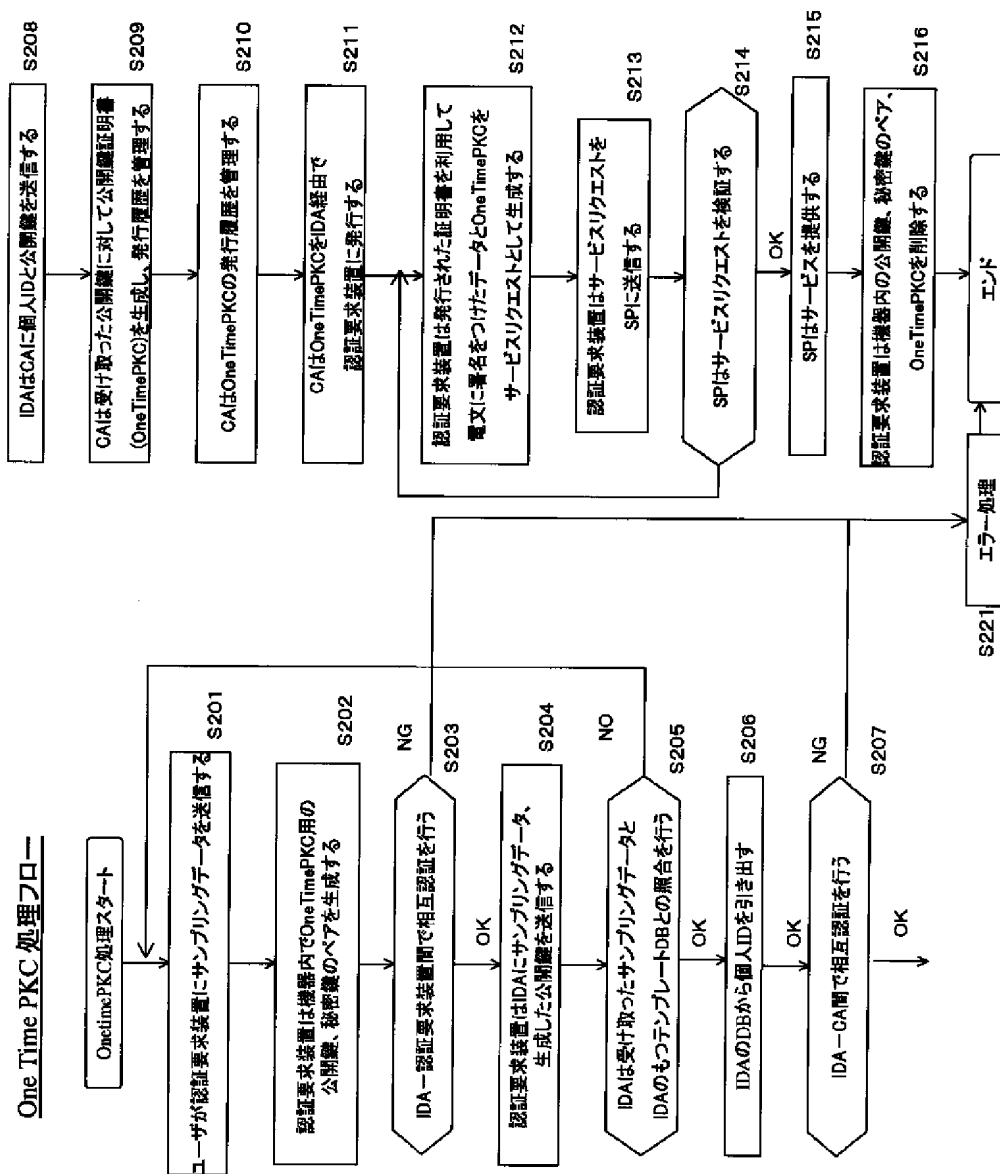 One Time PKC 処理フロー
OnetimePKC処理スタート
ユーザが認証要求装置にサンプリングデータを送信する
S201
認証要求装置は機器内でOneTimePKC用の
公開鍵、秘密鍵のペアを生成する
S202
IDA－認証要求装置間で相互認証を行う
NG
S203
OK
認証要求装置はIDAにサンプリングデータ、
生成した公開鍵を送信する
S204
IDAは受け取ったサンプリングデータと
IDAのもつテンプレートDBとの照合を行う
NO
S205
OK
IDAのDBから個人IDを引き出す
S206
OK
IDA－CA間で相互認証を行う
NG
S207
OK
IDAはCAに個人IDと公開鍵を送信する
S208
CAは受け取った公開鍵に対して公開鍵証明書
(OneTimePKC)を生成し、発行履歴を管理する
S209
CAはOneTimePKCの発行履歴を管理する
S210
CAはOneTimePKCをIDA経由で
認証要求装置に発行する
S211
認証要求装置は発行された証明書を利用して
電文に署名をつけたデータとOneTimePKCを
サービスリクエストとして生成する
S212
認証要求装置はサービスリクエストを
SPに送信する
S213
SPはサービスリクエストを検証する
S214
OK
SPはサービスを提供する
S215
認証要求装置は機器内の公開鍵、秘密鍵のペア、
OneTimePKCを削除する
S216
エラー処理
S221
エンド